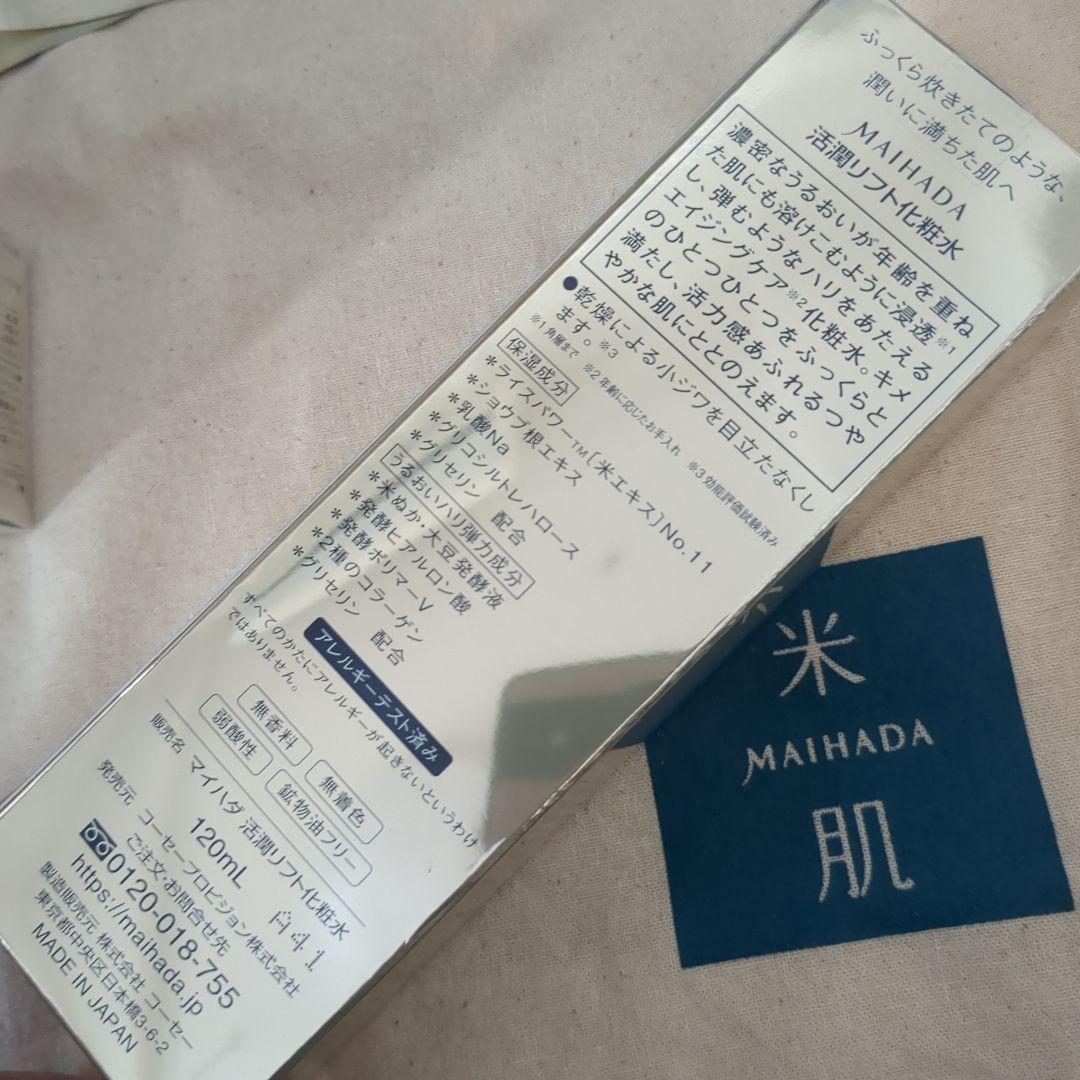 ふっくら炊きたてのような、
潤いに満ちた肌へ
MAIHADA
活潤リフト化粧水
濃密なうるおいが年齢を重ね
た肌にも溶けこむように浸透※1
し、弾むようなハリをあたえる
エイジングケア※2化粧水。キメ
のひとつひとつをふっくらと
満たし、活力感あふれるつや
やかな肌にととのえます。
●乾燥による小ジワを目立たなくし
ます。※3
※1 角層まで ※2 年齢に応じたお手入れ ※3 効能評価試験済み
保湿成分
＊ライスパワー™〔米エキス〕No.11
＊ショウブ根エキス
＊乳酸Na
＊グリコシルトレハロース
＊グリセリン 配合
うるおいハリ弾力成分
＊米ぬか・大豆発酵液
＊発酵ヒアルロン酸
＊発酵ポリマーV
＊2種のコラーゲン
＊グリセリン 配合
アレルギーテスト済み
すべてのかたにアレルギーが起きないというわけ
ではありません。
無香料
無着色
弱酸性
鉱物油フリー
販売名 マイハダ 活潤リフト化粧水
120mL
A41
発売元 コーセープロビジョン株式会社
ご注文・お問合せ先
0120-018-755
https://maihada.jp
製造販売元 株式会社 コーセー
東京都中央区日本橋3-6-2
MADE IN JAPAN
米
MAIHADA
肌